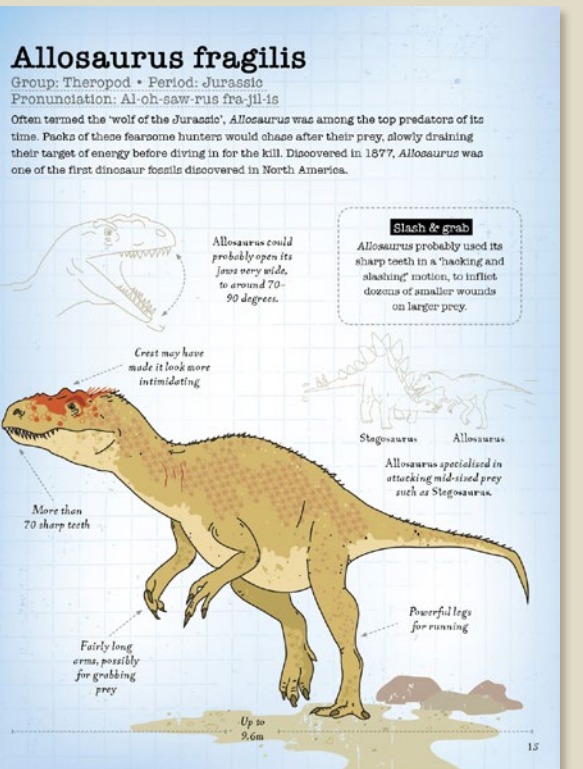 Allosaurus fragilis
Group: Theropod • Period: Jurassic
Pronunciation: Al-oh-saw-rus fra-jil-is
Often termed the 'wolf of the Jurassic', Allosaurus was among the top predators of its
time. Packs of these fearsome hunters would chase after their prey, slowly draining
their target of energy before diving in for the kill. Discovered in 1877, Allosaurus was
one of the first dinosaur fossils discovered in North America.
Allosaurus could
probably open its
jaws very wide,
to around 70–
90 degrees.
Slash & grab
Allosaurus probably used its
sharp teeth in a 'hacking and
slashing' motion, to inflict
dozens of smaller wounds
on larger prey.
Crest may have
made it look more
intimidating
Stegosaurus
Allosaurus
Allosaurus specialised in
attacking mid-sized prey
such as Stegosaurus.
More than
70 sharp teeth
Powerful legs
for running
Fairly long
arms, possibly
for grabbing
prey
Up to
9.6m
15